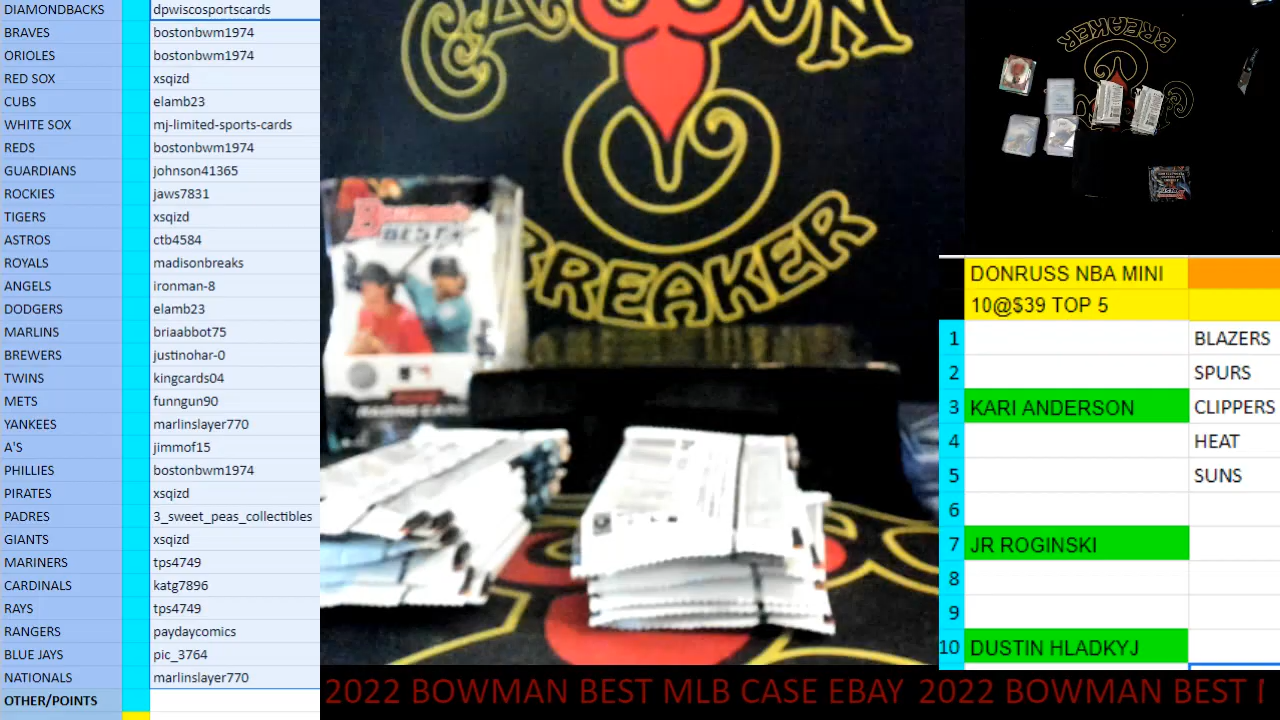 DIAMONDBACKS dpwiscosportscards
BRAVES bostonbwm1974
ORIOLES bostonbwm1974
RED SOX xsqizd
CUBS elamb23
WHITE SOX mj-limited-sports-cards
REDS bostonbwm1974
GUARDIANS johnson41365
ROCKIES jaws7831
TIGERS xsqizd
ASTROS ctb4584
ROYALS madisonbreaks
ANGELS ironman-8
DODGERS elamb23
MARLINS briaabbot75
BREWERS justinohar-0
TWINS kingcards04
METS funngun90
YANKEES marlinslayer770
A'S jimmof15
PHILLIES bostonbwm1974
PIRATES xsqizd
PADRES 3_sweet_peas_collectibles
GIANTS xsqizd
MARINERS tps4749
CARDINALS katg7896
RAYS tps4749
RANGERS paydaycomics
BLUE JAYS pic_3764
NATIONALS marlinslayer770
OTHER/POINTS
BREAKER
BEST
BREAKER
DONRUSS NBA MINI
10@$39 TOP 5
1 BLAZERS
2 SPURS
3 KARI ANDERSON CLIPPERS
4 HEAT
5 SUNS
6
7 JR ROGINSKI
8
9
10 DUSTIN HLADKYJ
2022 BOWMAN BEST MLB CASE EBAY 2022 BOWMAN BEST